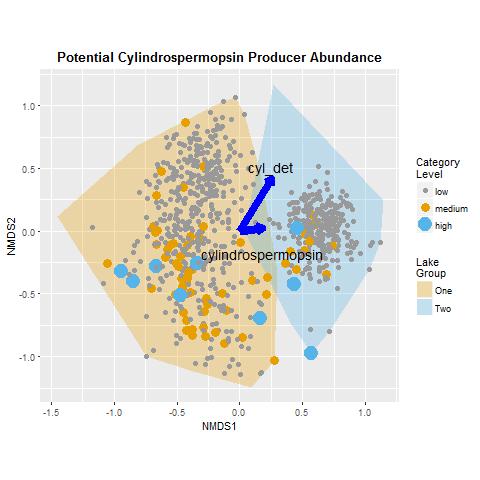 Potential Cylindrospermopsin Producer Abundance
1.0
0.5
0.0
-0.5
-1.0
NMDS2
cyl_det
cylindrospermopsin
-1.5 -1.0 -0.5 0.0 0.5 1.0
NMDS1
Category
Level
low
medium
high
Lake
Group
One
Two